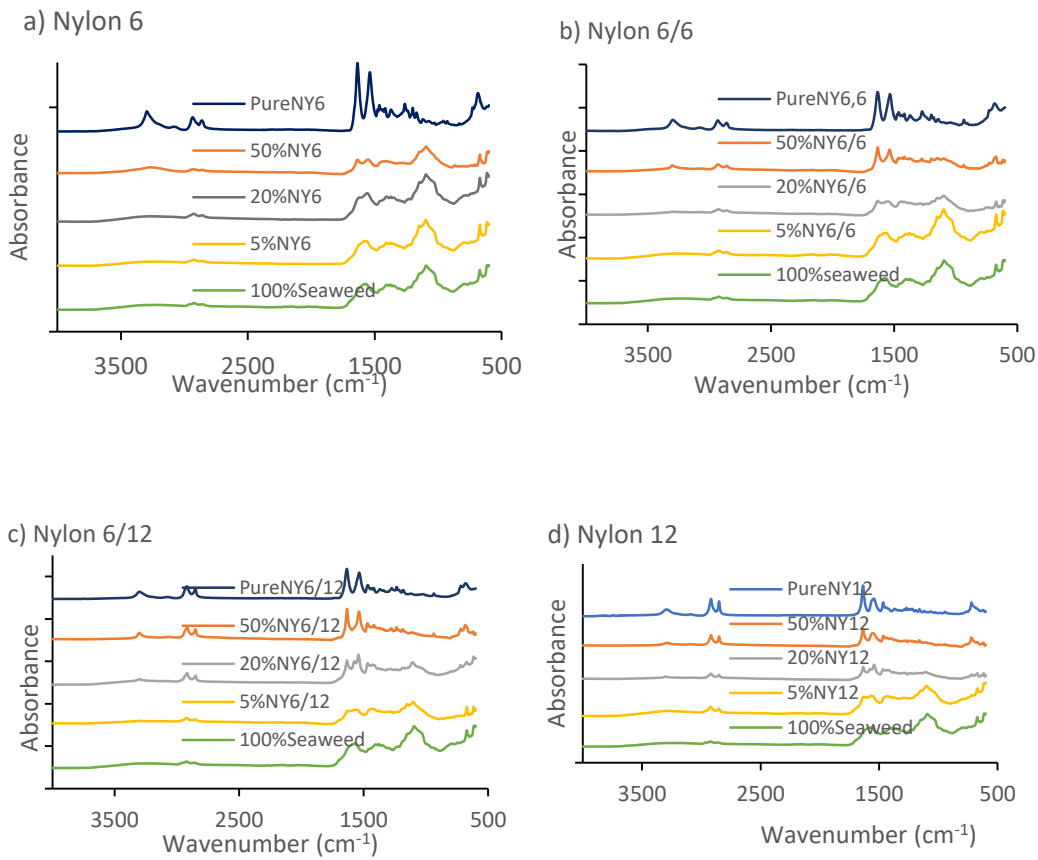 a) Nylon 6
PureNY6
50%NY6
20%NY6
5%NY6
100%Seaweed
Absorbance
3500 2500 1500 500
Wavenumber (cm-1)
b) Nylon 6/6
PureNY6,6
50%NY6/6
20%NY6/6
5%NY6/6
100%Seaweed
Absorbance
3500 2500 1500 500
Wavenumber (cm-1)
c) Nylon 6/12
PureNY6/12
50%NY6/12
20%NY6/12
5%NY6/12
100%Seaweed
Absorbance
3500 2500 1500 500
Wavenumber (cm-1)
d) Nylon 12
PureNY12
50%NY12
20%NY12
5%NY12
100%Seaweed
Absorbance
3500 2500 1500 500
Wavenumber (cm-1)